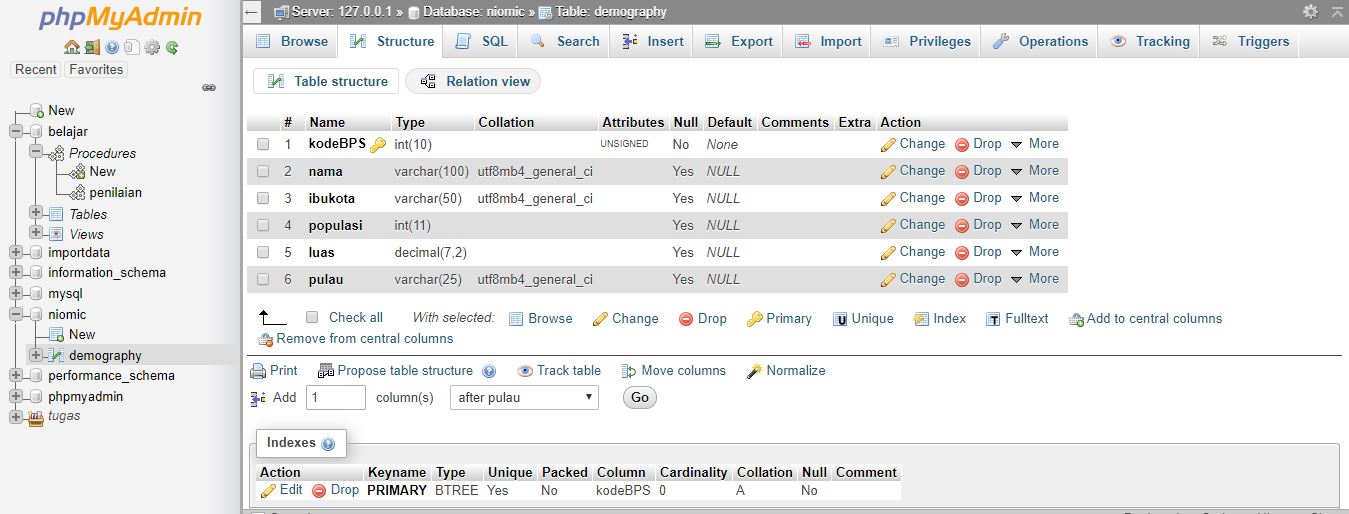 phpMyAdmin
Recent Favorites
New
belajar
Procedures
New
penilaian
Tables
Views
importdata
information_schema
mysql
niomic
New
demography
performance_schema
phpmyadmin
tugas
Server: 127.0.0.1 » Database: niomic » Table: demography
Browse Structure SQL Search Insert Export Import Privileges Operations Tracking Triggers
Table structure Relation view
# Name Type Collation Attributes Null Default Comments Extra Action
1 kodeBPS int(10) UNSIGNED No None Change Drop More
2 nama varchar(100) utf8mb4_general_ci Yes NULL Change Drop More
3 ibukota varchar(50) utf8mb4_general_ci Yes NULL Change Drop More
4 populasi int(11) Yes NULL Change Drop More
5 luas decimal(7,2) Yes NULL Change Drop More
6 pulau varchar(25) utf8mb4_general_ci Yes NULL Change Drop More
Check all With selected: Browse Change Drop Primary Unique Index Fulltext Add to central columns
Remove from central columns
Print Propose table structure Track table Move columns Normalize
Add 1 column(s) after pulau Go
Indexes
Action Keyname Type Unique Packed Column Cardinality Collation Null Comment
Edit Drop PRIMARY BTREE Yes No kodeBPS 0 A No